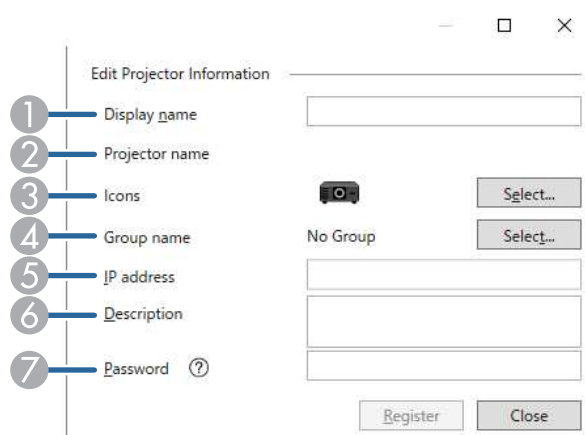 Edit Projector Information
1 Display name
2 Projector name
3 Icons Select...
4 Group name No Group Select...
5 IP address
6 Description
7 Password ?
Register Close